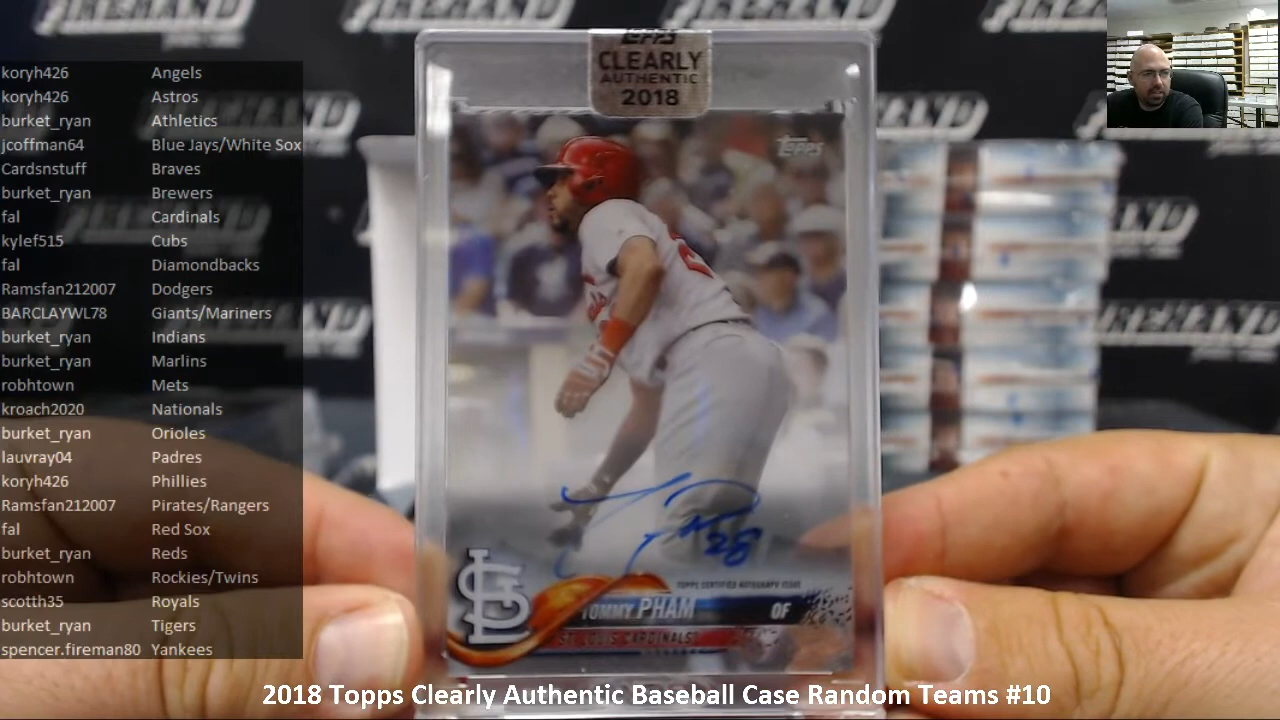 koryh426 Angels
koryh426 Astros
burket_ryan Athletics
jcoffman64 Blue Jays/White Sox
Cardsnstuff Braves
burket_ryan Brewers
fal Cardinals
kylef515 Cubs
fal Diamondbacks
Ramsfan212007 Dodgers
BARCLAYWL78 Giants/Mariners
burket_ryan Indians
burket_ryan Marlins
robhtown Mets
kroach2020 Nationals
burket_ryan Orioles
lauvray04 Padres
koryh426 Phillies
Ramsfan212007 Pirates/Rangers
fal Red Sox
burket_ryan Reds
robhtown Rockies/Twins
scotth35 Royals
burket_ryan Tigers
spencer.fireman80 Yankees
TOPPS
CLEARLY
AUTHENTIC
2018
Topps
28
TOPPS CERTIFIED AUTOGRAPH ISSUE
TOMMY PHAM OF
STL
ST. LOUIS CARDINALS
2018 Topps Clearly Authentic Baseball Case Random Teams #10